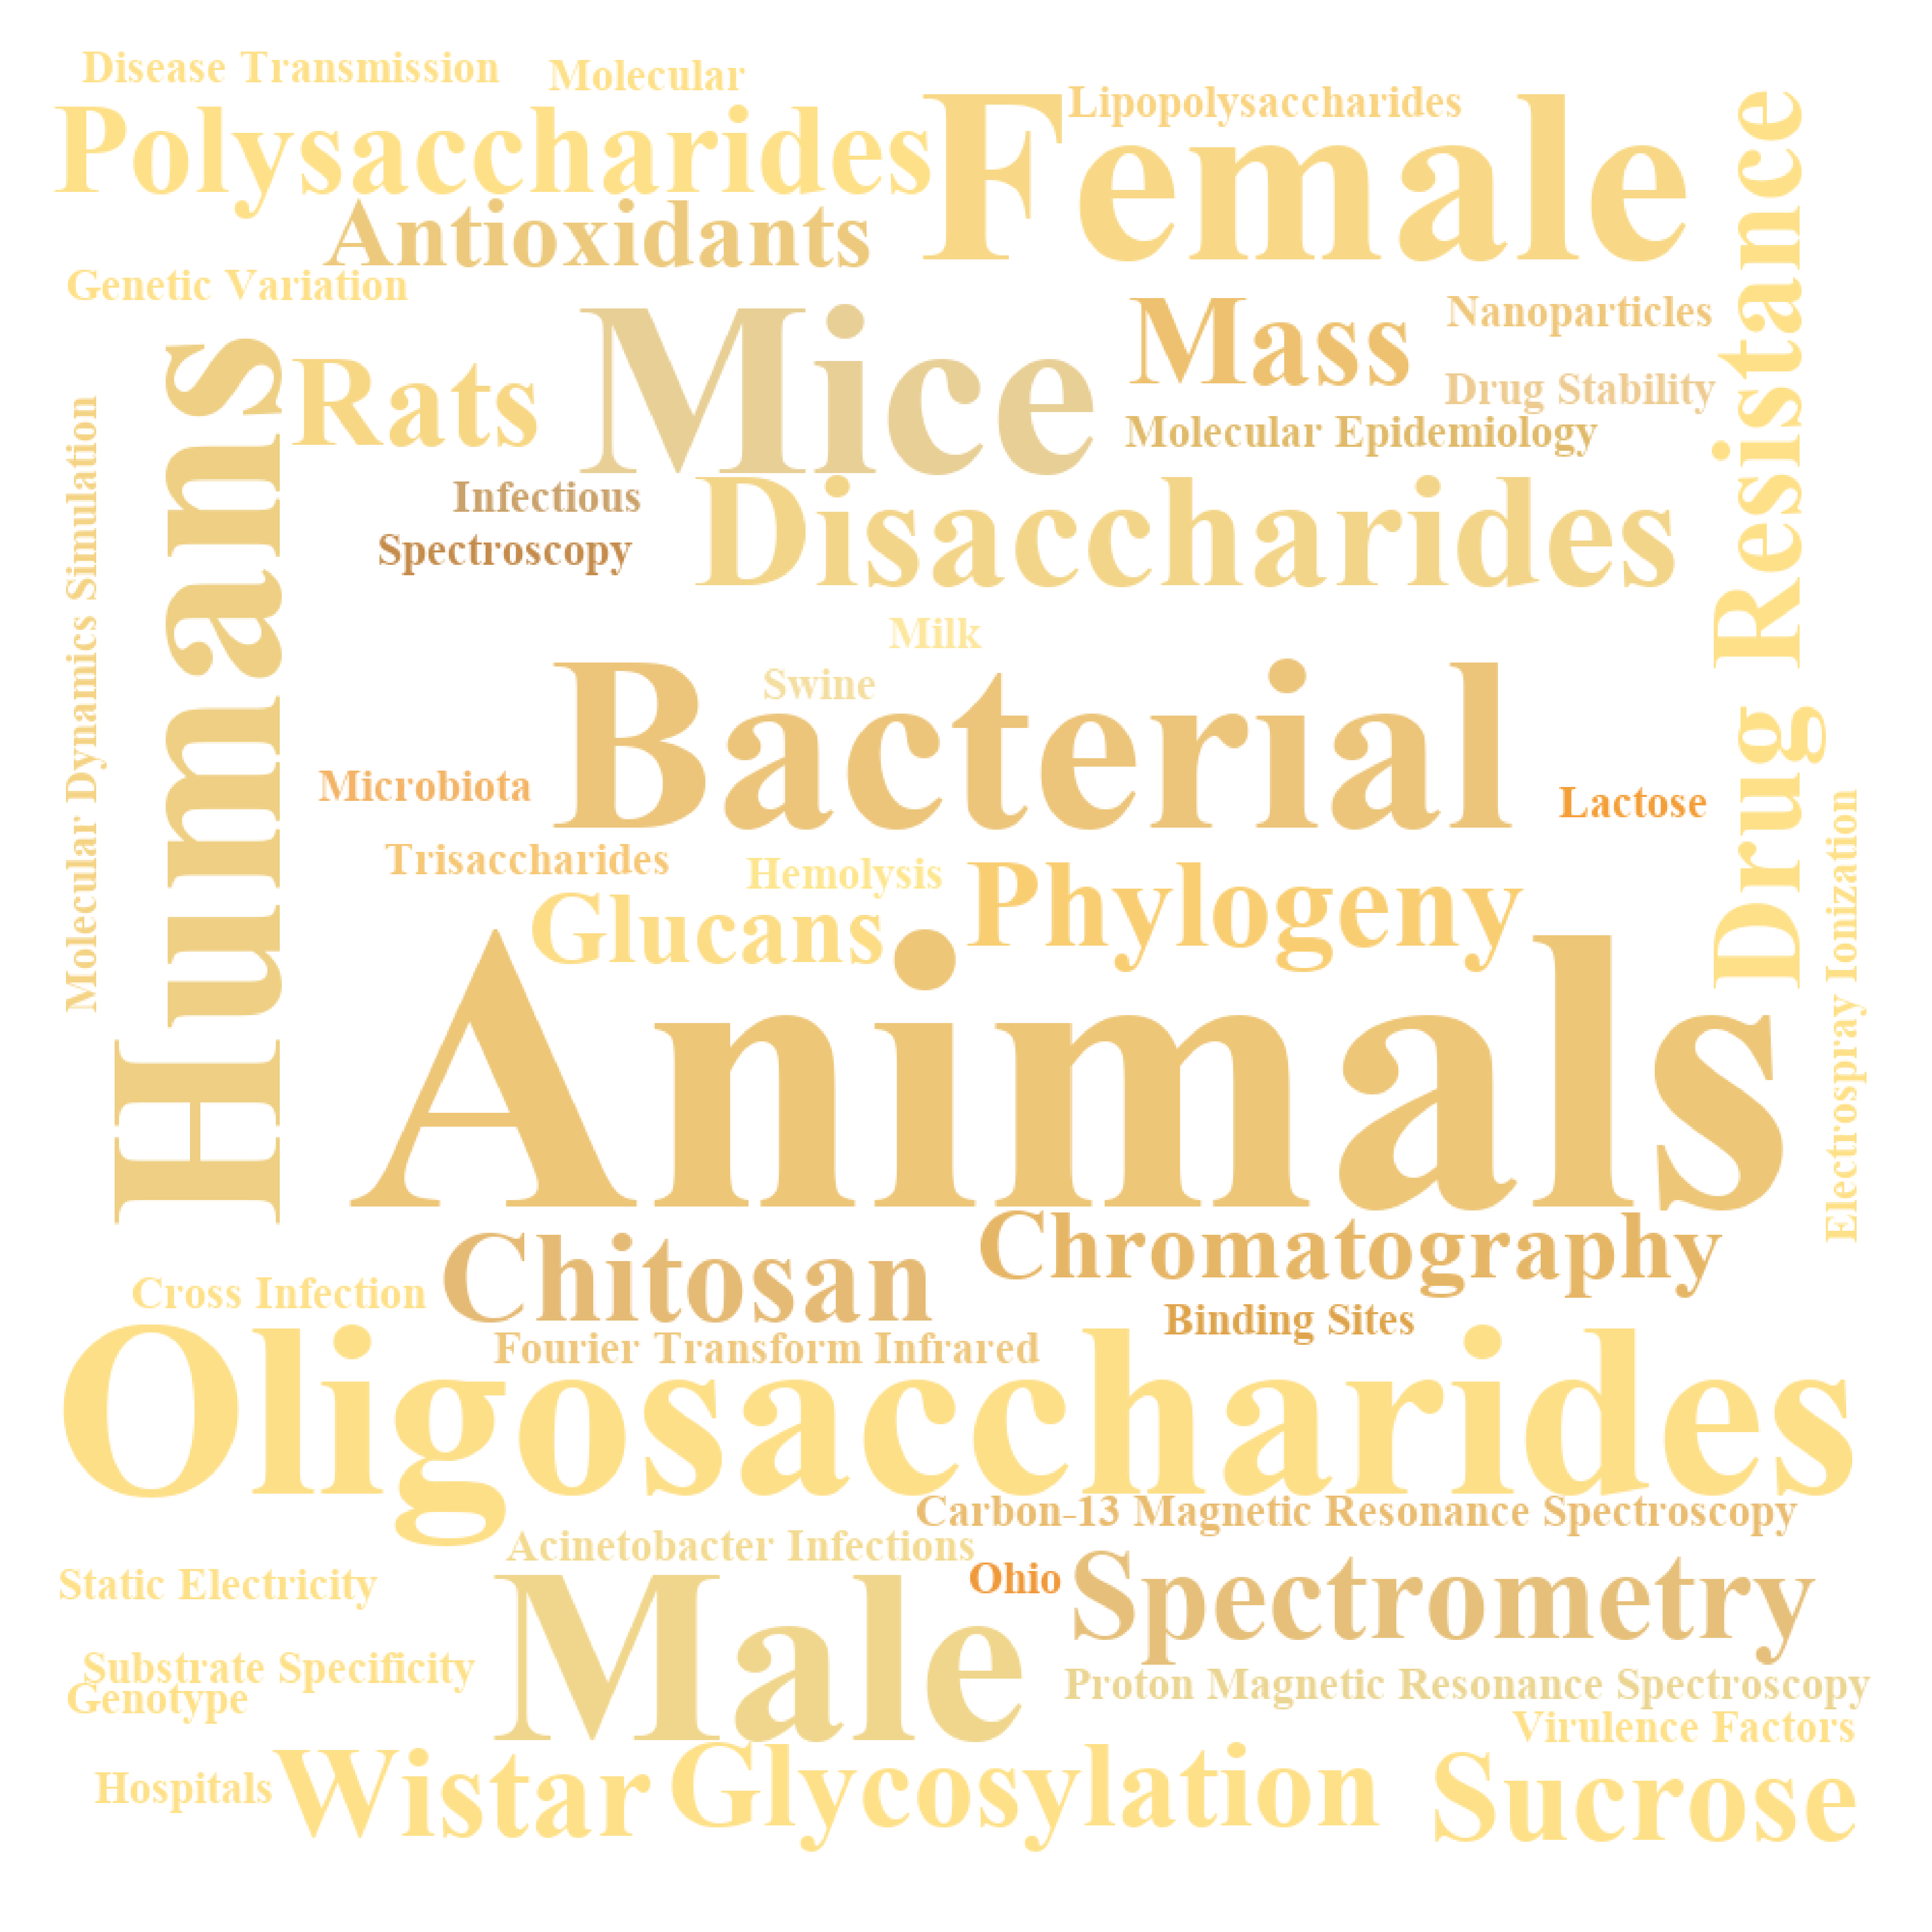 Disease Transmission
Molecular
Lipopolysaccharides
Polysaccharides
Female
Antioxidants
Genetic Variation
Mice
Mass
Nanoparticles
Rats
Drug Stability
Molecular Epidemiology
Drug Resistance
Humans
Molecular Dynamics Simulation
Infectious
Disaccharides
Spectroscopy
Milk
Swine
Bacterial
Microbiota
Lactose
Trisaccharides
Hemolysis
Phylogeny
Glucans
Electrospray Ionization
Animals
Chromatography
Chitosan
Cross Infection
Binding Sites
Fourier Transform Infrared
Oligosaccharides
Carbon-13 Magnetic Resonance Spectroscopy
Acinetobacter Infections
Ohio
Static Electricity
Spectrometry
Male
Substrate Specificity
Proton Magnetic Resonance Spectroscopy
Genotype
Virulence Factors
Hospitals
Wistar
Glycosylation
Sucrose